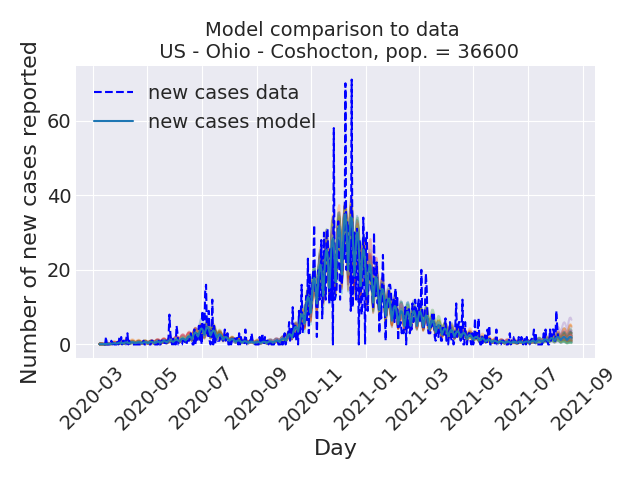 Model comparison to data
US - Ohio - Coshocton, pop. = 36600
Number of new cases reported
new cases data
new cases model
60
40
20
0
2020-03
2020-05
2020-07
2020-09
2020-11
2021-01
2021-03
2021-05
2021-07
2021-09
Day